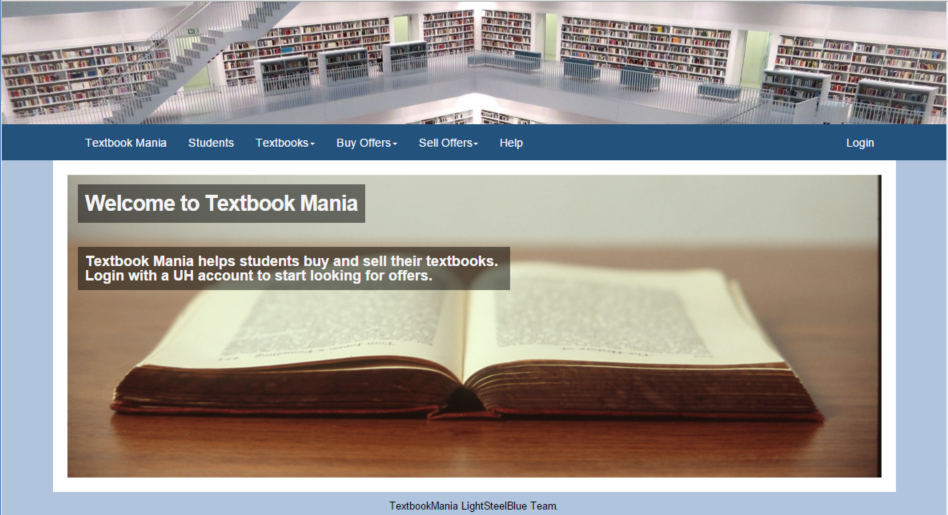 Textbook Mania Students Textbooks Buy Offers Sell Offers Help Login
Welcome to Textbook Mania
Textbook Mania helps students buy and sell their textbooks.
Login with a UH account to start looking for offers.
TextbookMania LightSteelBlue Team.